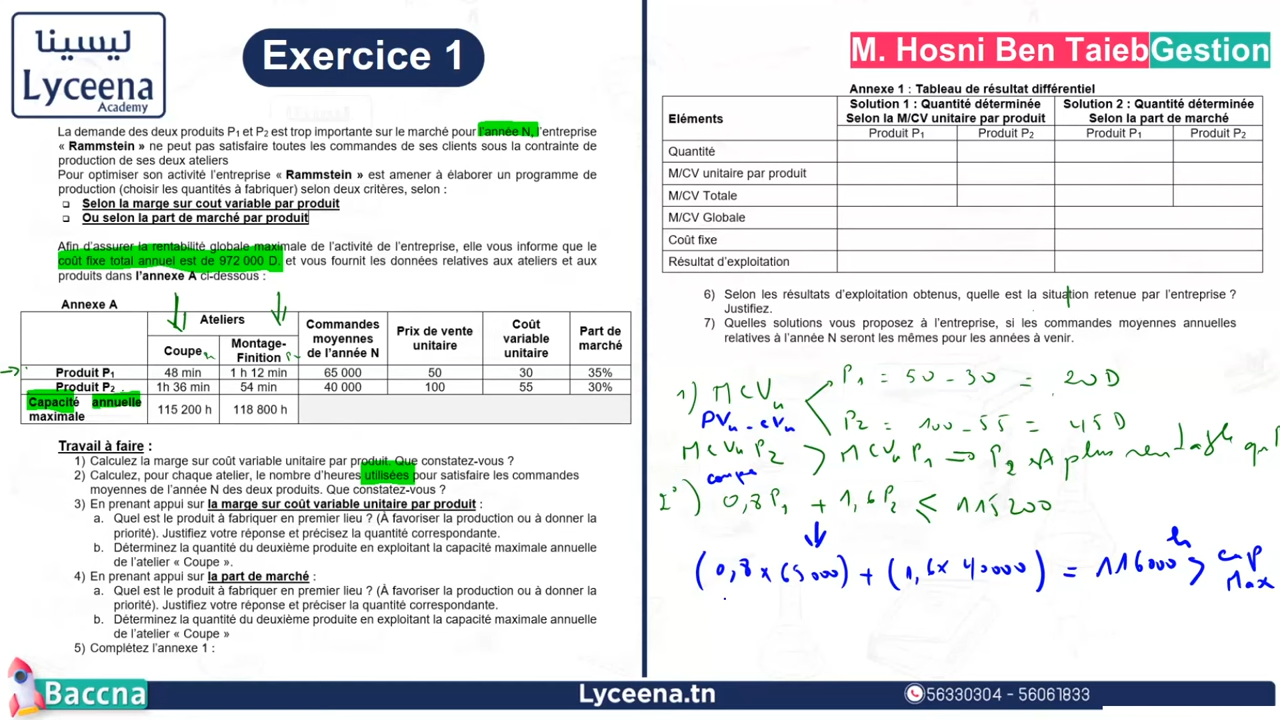 ليسينا
Lyceena
Academy
Exercice 1
M. Hosni Ben Taieb Gestion
La demande des deux produits P1 et P2 est trop importante sur le marché pour l'année N, l'entreprise
« Rammstein » ne peut pas satisfaire toutes les commandes de ses clients sous la contrainte de
production de ses deux ateliers
Pour optimiser son activité l'entreprise « Rammstein » est amener à élaborer un programme de
production (choisir les quantités à fabriquer) selon deux critères, selon :
❑ Selon la marge sur cout variable par produit
❑ Ou selon la part de marché par produit
Afin d'assurer la rentabilité globale maximale de l'activité de l'entreprise, elle vous informe que le
coût fixe total annuel est de 972 000 D. et vous fournit les données relatives aux ateliers et aux
produits dans l'annexe A ci-dessous :
Annexe A
Ateliers
Coupe
Montage-
Finition
Commandes
moyennes
de l'année N
Prix de vente
unitaire
Coût
variable
unitaire
Part de
marché
Produit P1 48 min 1 h 12 min 65 000 50 30 35%
Produit P2 1h 36 min 54 min 40 000 100 55 30%
Capacité annuelle
maximale
115 200 h 118 800 h
Travail à faire :
1) Calculez la marge sur coût variable unitaire par produit. Que constatez-vous ?
2) Calculez, pour chaque atelier, le nombre d'heures utilisées pour satisfaire les commandes
moyennes de l'année N des deux produits. Que constatez-vous ?
3) En prenant appui sur la marge sur coût variable unitaire par produit :
a. Quel est le produit à fabriquer en premier lieu ? (À favoriser la production ou à donner la
priorité). Justifiez votre réponse et précisez la quantité correspondante.
b. Déterminez la quantité du deuxième produite en exploitant la capacité maximale annuelle
de l'atelier « Coupe ».
4) En prenant appui sur la part de marché :
a. Quel est le produit à fabriquer en premier lieu ? (À favoriser la production ou à donner la
priorité). Justifiez votre réponse et préciser la quantité correspondante.
b. Déterminez la quantité du deuxième produite en exploitant la capacité maximale annuelle
de l'atelier « Coupe »
5) Complétez l'annexe 1 :
Annexe 1 : Tableau de résultat différentiel
Eléments
Solution 1 : Quantité déterminée
Selon la M/CV unitaire par produit
Solution 2 : Quantité déterminée
Selon la part de marché
Produit P1 Produit P2 Produit P1 Produit P2
Quantité
M/CV unitaire par produit
M/CV Totale
M/CV Globale
Coût fixe
Résultat d'exploitation
6) Selon les résultats d'exploitation obtenus, quelle est la situation retenue par l'entreprise ?
Justifiez.
7) Quelles solutions vous proposez à l'entreprise, si les commandes moyennes annuelles
relatives à l'année N seront les mêmes pour les années à venir.
1) MCVu P1 = 50 - 30 = 20D
PVu - CVu P2 = 100 - 55 = 45D
MCVu P2 > MCVu P1 => P2 plus rentable
coupe
2°) 0,8P1 + 1,6P2 ≤ 115200
(0,8 x 65000) + (1,6 x 40000) = 116000 h > cap
Max
Baccna
Lyceena.tn
56330304 - 56061833